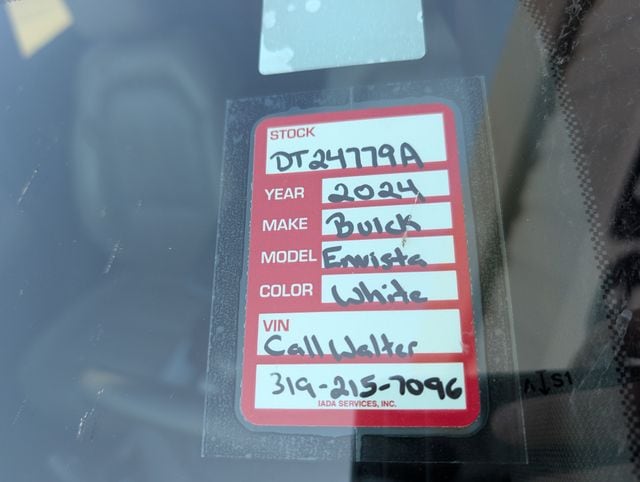 STOCK
DT24779A
YEAR 2024
MAKE Buick
MODEL Envista
COLOR White
VIN
Call Walter
319-215-7096
IADA SERVICES, INC.